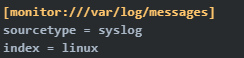 [monitor:///var/log/messages]
sourcetype = syslog
index = linux